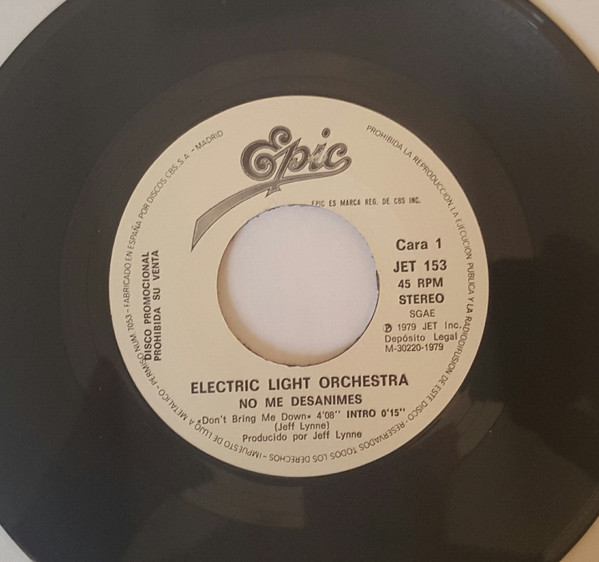 Epic
EPIC ES MARCA REG. DE CBS INC.
Cara 1
JET 153
45 RPM
STEREO
SGAE
℗ 1979 JET Inc.
Depósito Legal
M-30220-1979
DISCO PROMOCIONAL
PROHIBIDA SU VENTA
ELECTRIC LIGHT ORCHESTRA
NO ME DESANIMES
«Don't Bring Me Down» 4'08'' INTRO 0'15''
(Jeff Lynne)
Producido por Jeff Lynne
PROHIBIDA LA REPRODUCCION, LA EJECUCION PUBLICA Y LA RADIODIFUSION DE ESTE DISCO - RESERVADOS TODOS LOS DERECHOS - IMPUESTO DE LUJO A METALICO - PERMISO NUM. 7053 - FABRICADO EN ESPAÑA POR DISCOS CBS, S.A. - MADRID